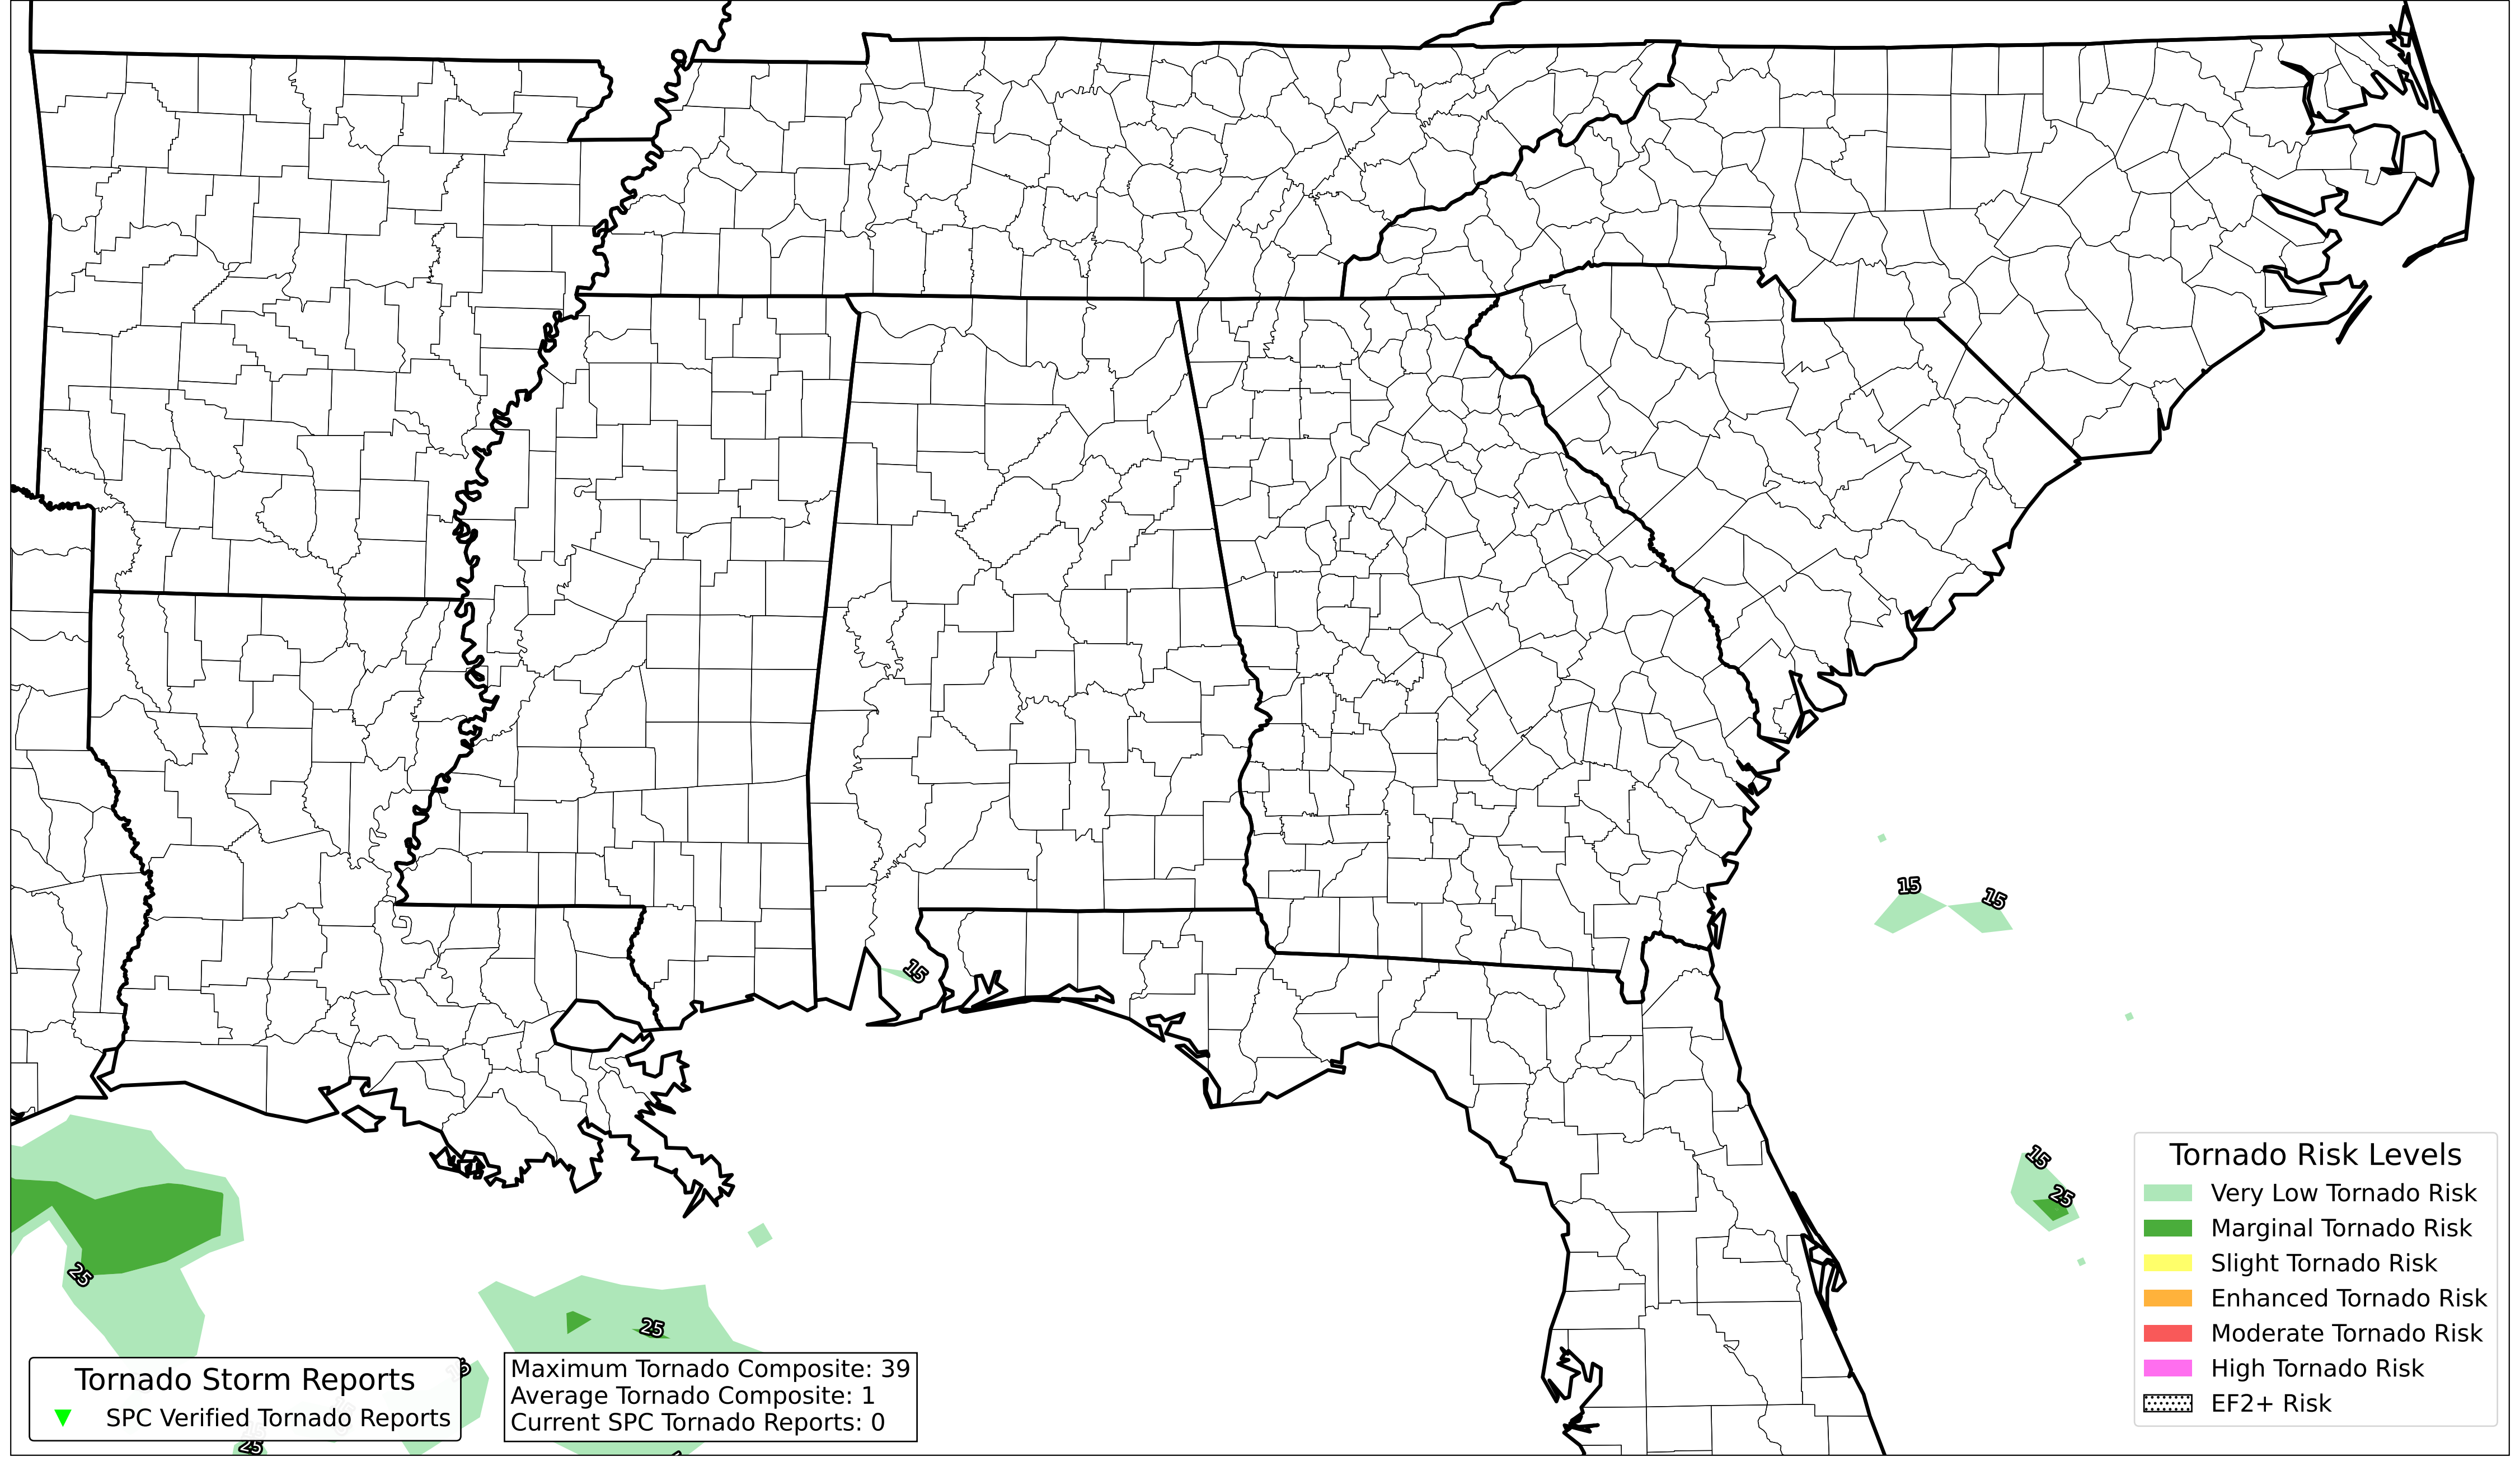 15
15
15
15
25
25
25
25
Tornado Storm Reports
SPC Verified Tornado Reports
Maximum Tornado Composite: 39
Average Tornado Composite: 1
Current SPC Tornado Reports: 0
Tornado Risk Levels
Very Low Tornado Risk
Marginal Tornado Risk
Slight Tornado Risk
Enhanced Tornado Risk
Moderate Tornado Risk
High Tornado Risk
EF2+ Risk